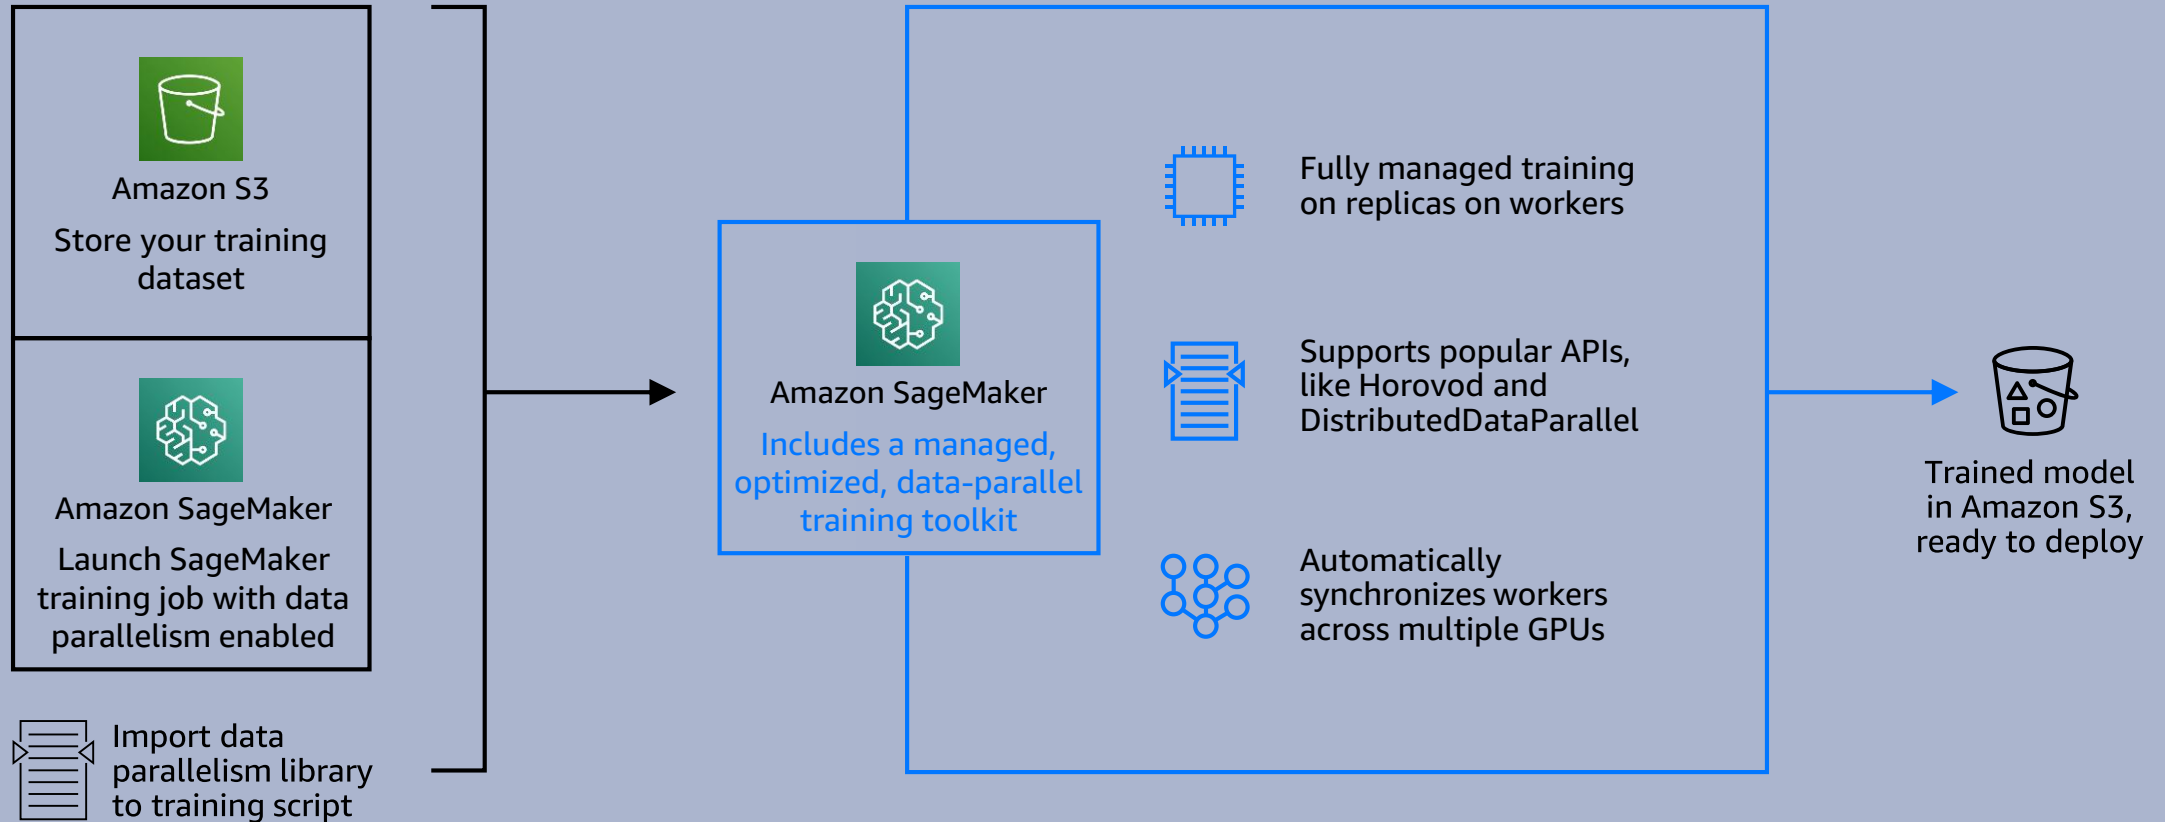 Amazon S3
Store your training
dataset
Amazon SageMaker
Launch SageMaker
training job with data
parallelism enabled
Import data
parallelism library
to training script
Amazon SageMaker
Includes a managed,
optimized, data-parallel
training toolkit
Fully managed training
on replicas on workers
Supports popular APIs,
like Horovod and
DistributedDataParallel
Automatically
synchronizes workers
across multiple GPUs
Trained model
in Amazon S3,
ready to deploy